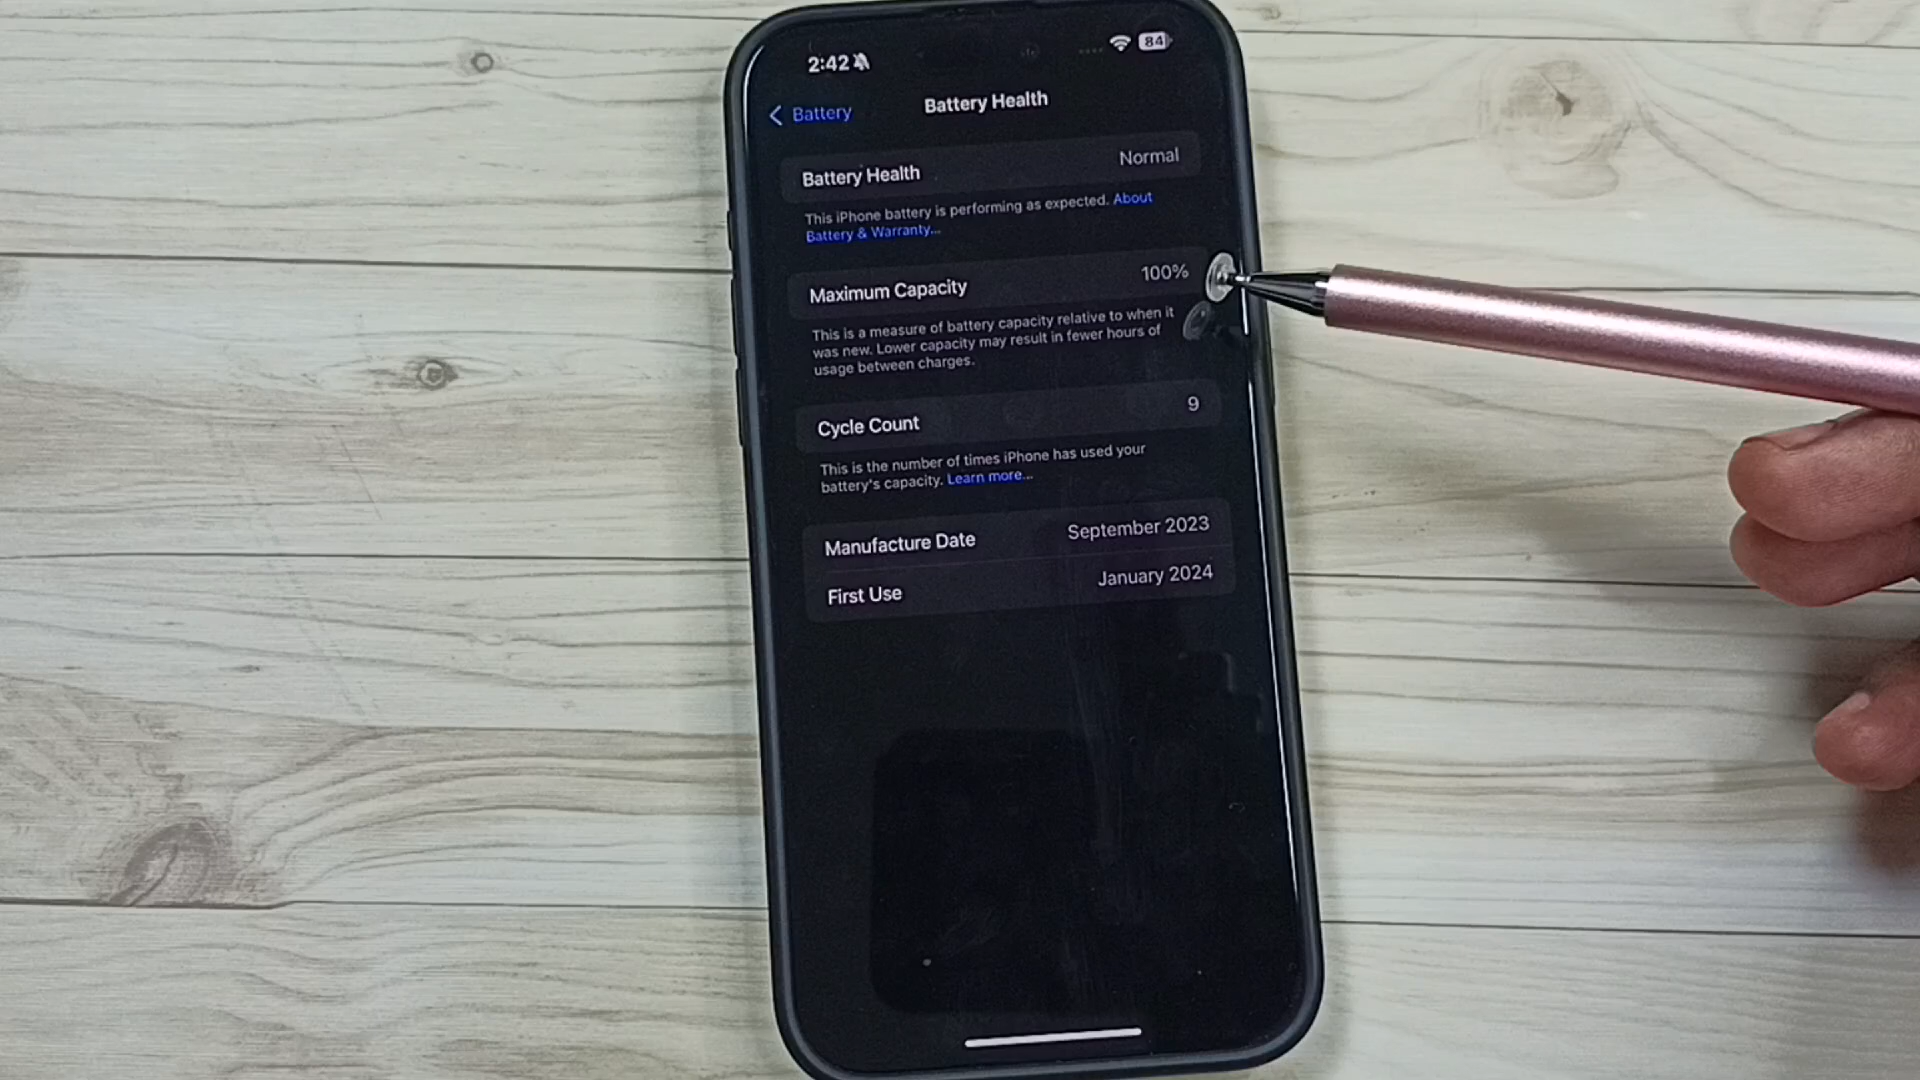 2:42
84
Battery
Battery Health
Battery Health
Normal
This iPhone battery is performing as expected. About
Battery & Warranty...
Maximum Capacity
100%
This is a measure of battery capacity relative to when it
was new. Lower capacity may result in fewer hours of
usage between charges.
Cycle Count
9
This is the number of times iPhone has used your
battery's capacity. Learn more...
Manufacture Date
September 2023
First Use
January 2024